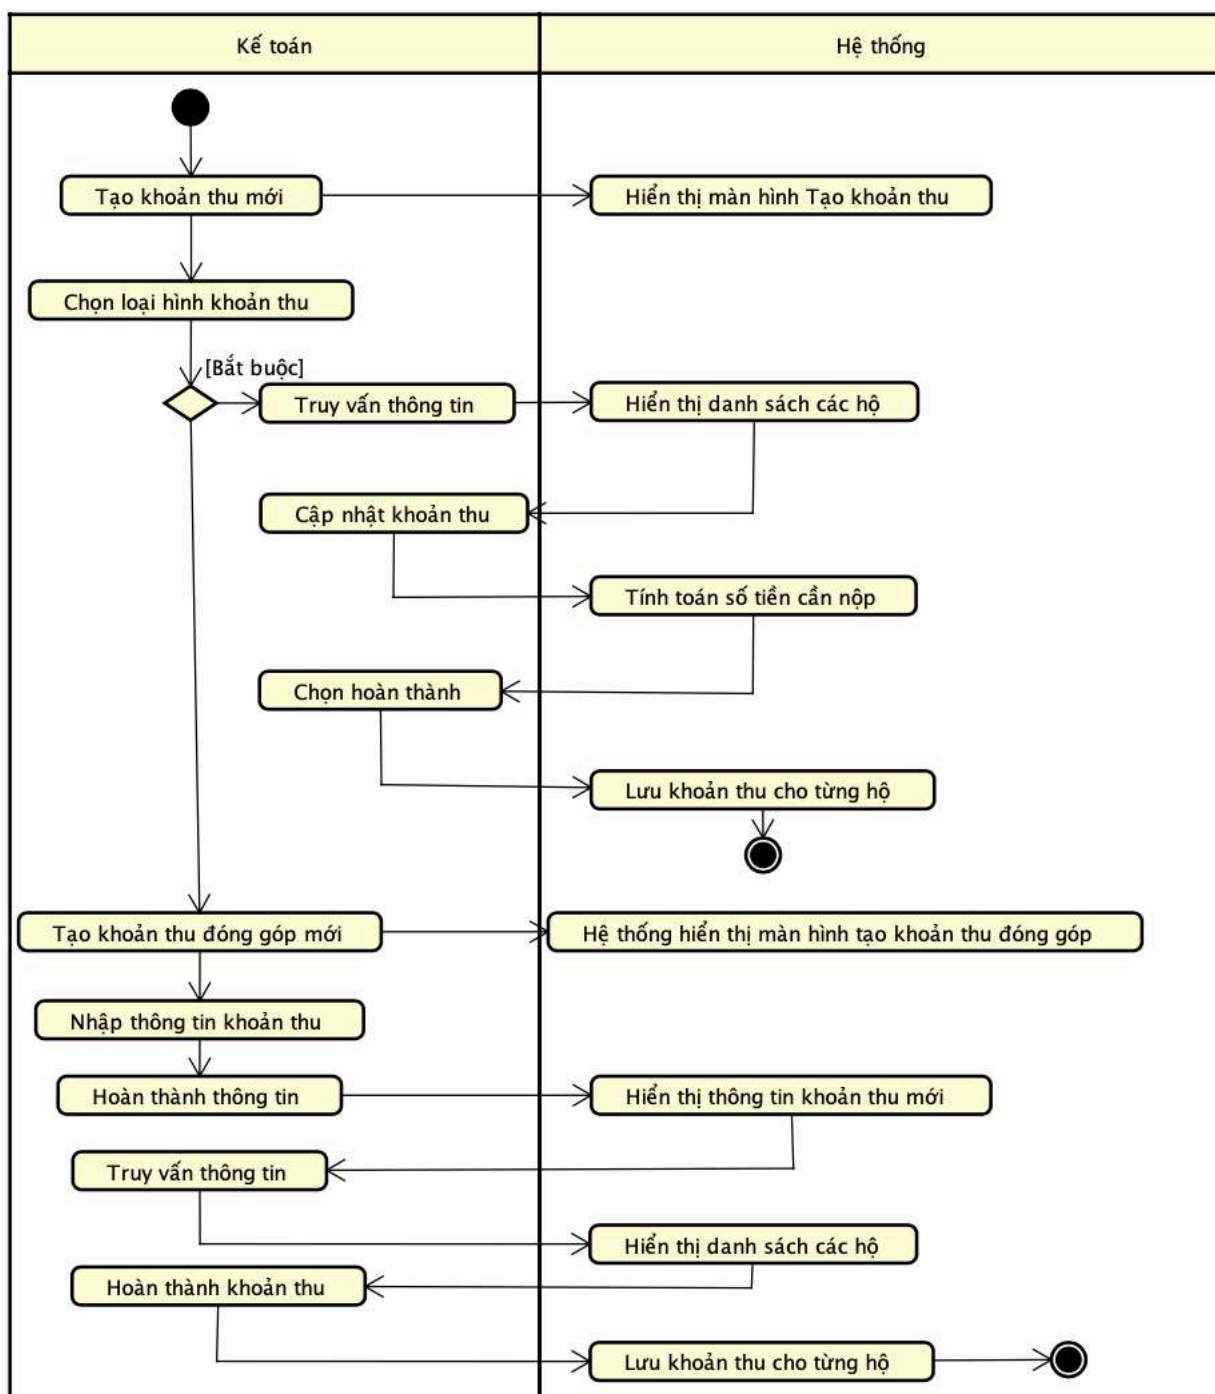 Kế toán
Hệ thống
Tạo khoản thu mới
Hiển thị màn hình Tạo khoản thu
Chọn loại hình khoản thu
[Bắt buộc]
Truy vấn thông tin
Hiển thị danh sách các hộ
Cập nhật khoản thu
Tính toán số tiền cần nộp
Chọn hoàn thành
Lưu khoản thu cho từng hộ
Tạo khoản thu đóng góp mới
Hệ thống hiển thị màn hình tạo khoản thu đóng góp
Nhập thông tin khoản thu
Hoàn thành thông tin
Hiển thị thông tin khoản thu mới
Truy vấn thông tin
Hiển thị danh sách các hộ
Hoàn thành khoản thu
Lưu khoản thu cho từng hộ